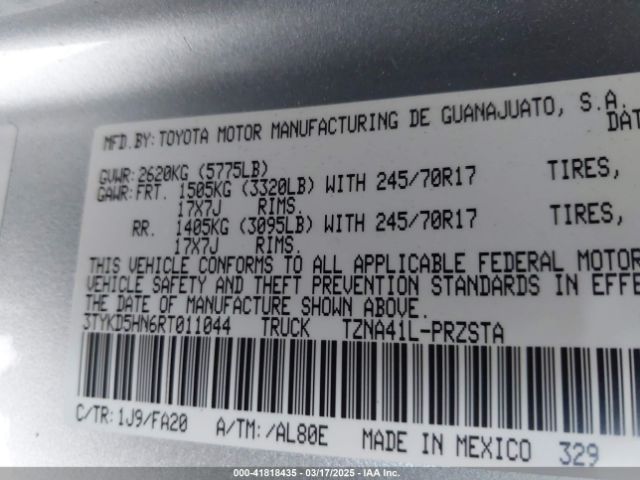 MFD.BY:TOYOTA MOTOR MANUFACTURING DE GUANAJUATO, S.A.
DAT
GVWR:2620KG (5775LB)
GAWR:FRT. 1505KG (3320LB) WITH 245/70R17 TIRES,
17X7J RIMS.
RR. 1405KG (3095LB) WITH 245/70R17 TIRES,
17X7J RIMS.
THIS VEHICLE CONFORMS TO ALL APPLICABLE FEDERAL MOTOR
VEHICLE SAFETY AND THEFT PREVENTION STANDARDS IN EFFE
THE DATE OF MANUFACTURE SHOWN ABOVE.
3TYKD5HN6RT011044 TRUCK TZNA41L-PRZSTA
C/TR:1J9/FA20 A/TM:/AL80E MADE IN MEXICO 329
000-41818435 - 03/17/2025 - IAA Inc.